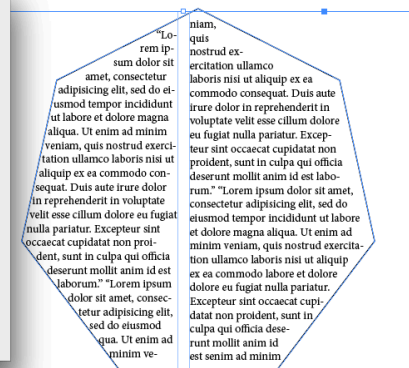 “Lo-
rem ip-
sum dolor sit
amet, consectetur
adipisicing elit, sed do ei-
usmod tempor incididunt
ut labore et dolore magna
aliqua. Ut enim ad minim
veniam, quis nostrud exerci-
tation ullamco laboris nisi ut
aliquip ex ea commodo con-
sequat. Duis aute irure dolor
in reprehenderit in voluptate
velit esse cillum dolore eu fugiat
nulla pariatur. Excepteur sint
occaecat cupidatat non proi-
dent, sunt in culpa qui officia
deserunt mollit anim id est
laborum.” “Lorem ipsum
dolor sit amet, consec-
tetur adipisicing elit,
sed do eiusmod
qua. Ut enim ad
minim ve-
niam,
quis
nostrud ex-
ercitation ullamco
laboris nisi ut aliquip ex ea
commodo consequat. Duis aute
irure dolor in reprehenderit in
voluptate velit esse cillum dolore
eu fugiat nulla pariatur. Excep-
teur sint occaecat cupidatat non
proident, sunt in culpa qui officia
deserunt mollit anim id est labo-
rum.” “Lorem ipsum dolor sit amet,
consectetur adipisicing elit, sed do
eiusmod tempor incididunt ut labore
et dolore magna aliqua. Ut enim ad
minim veniam, quis nostrud exercita-
tion ullamco laboris nisi ut aliquip
ex ea commodo labore et dolore
dolore eu fugiat nulla pariatur.
Excepteur sint occaecat cupi-
datat non proident, sunt in
culpa qui officia dese-
runt mollit anim id
est senim ad minim